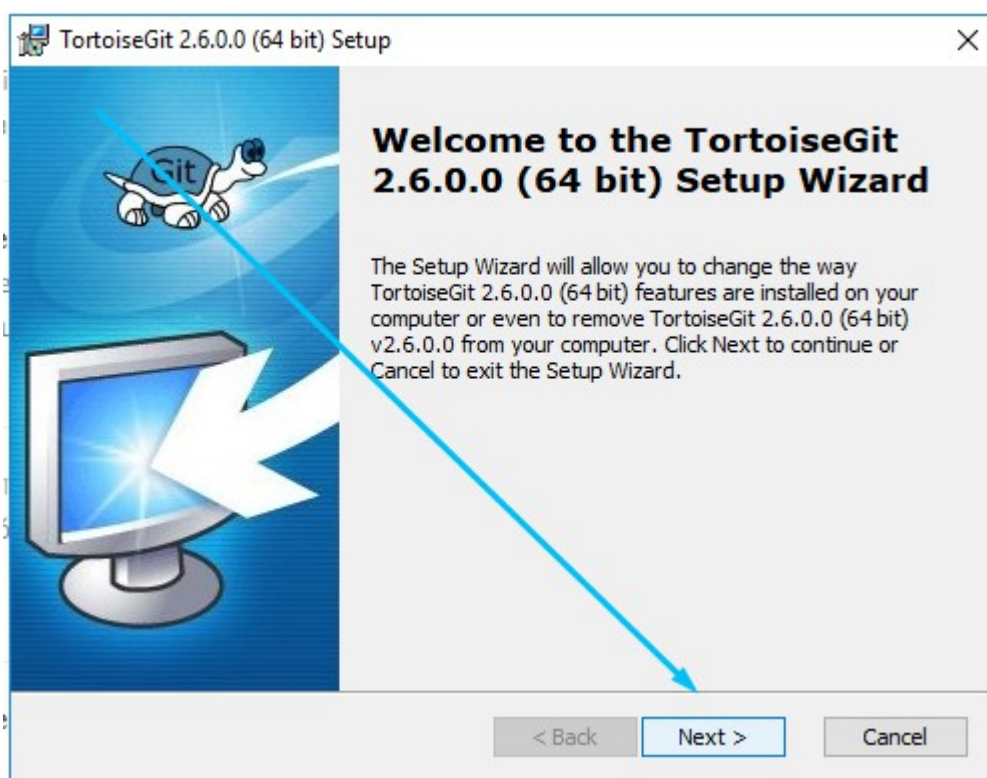 TortoiseGit 2.6.0.0 (64 bit) Setup
Git
Welcome to the TortoiseGit
2.6.0.0 (64 bit) Setup Wizard
The Setup Wizard will allow you to change the way
TortoiseGit 2.6.0.0 (64 bit) features are installed on your
computer or even to remove TortoiseGit 2.6.0.0 (64 bit)
v2.6.0.0 from your computer. Click Next to continue or
Cancel to exit the Setup Wizard.
< Back Next > Cancel